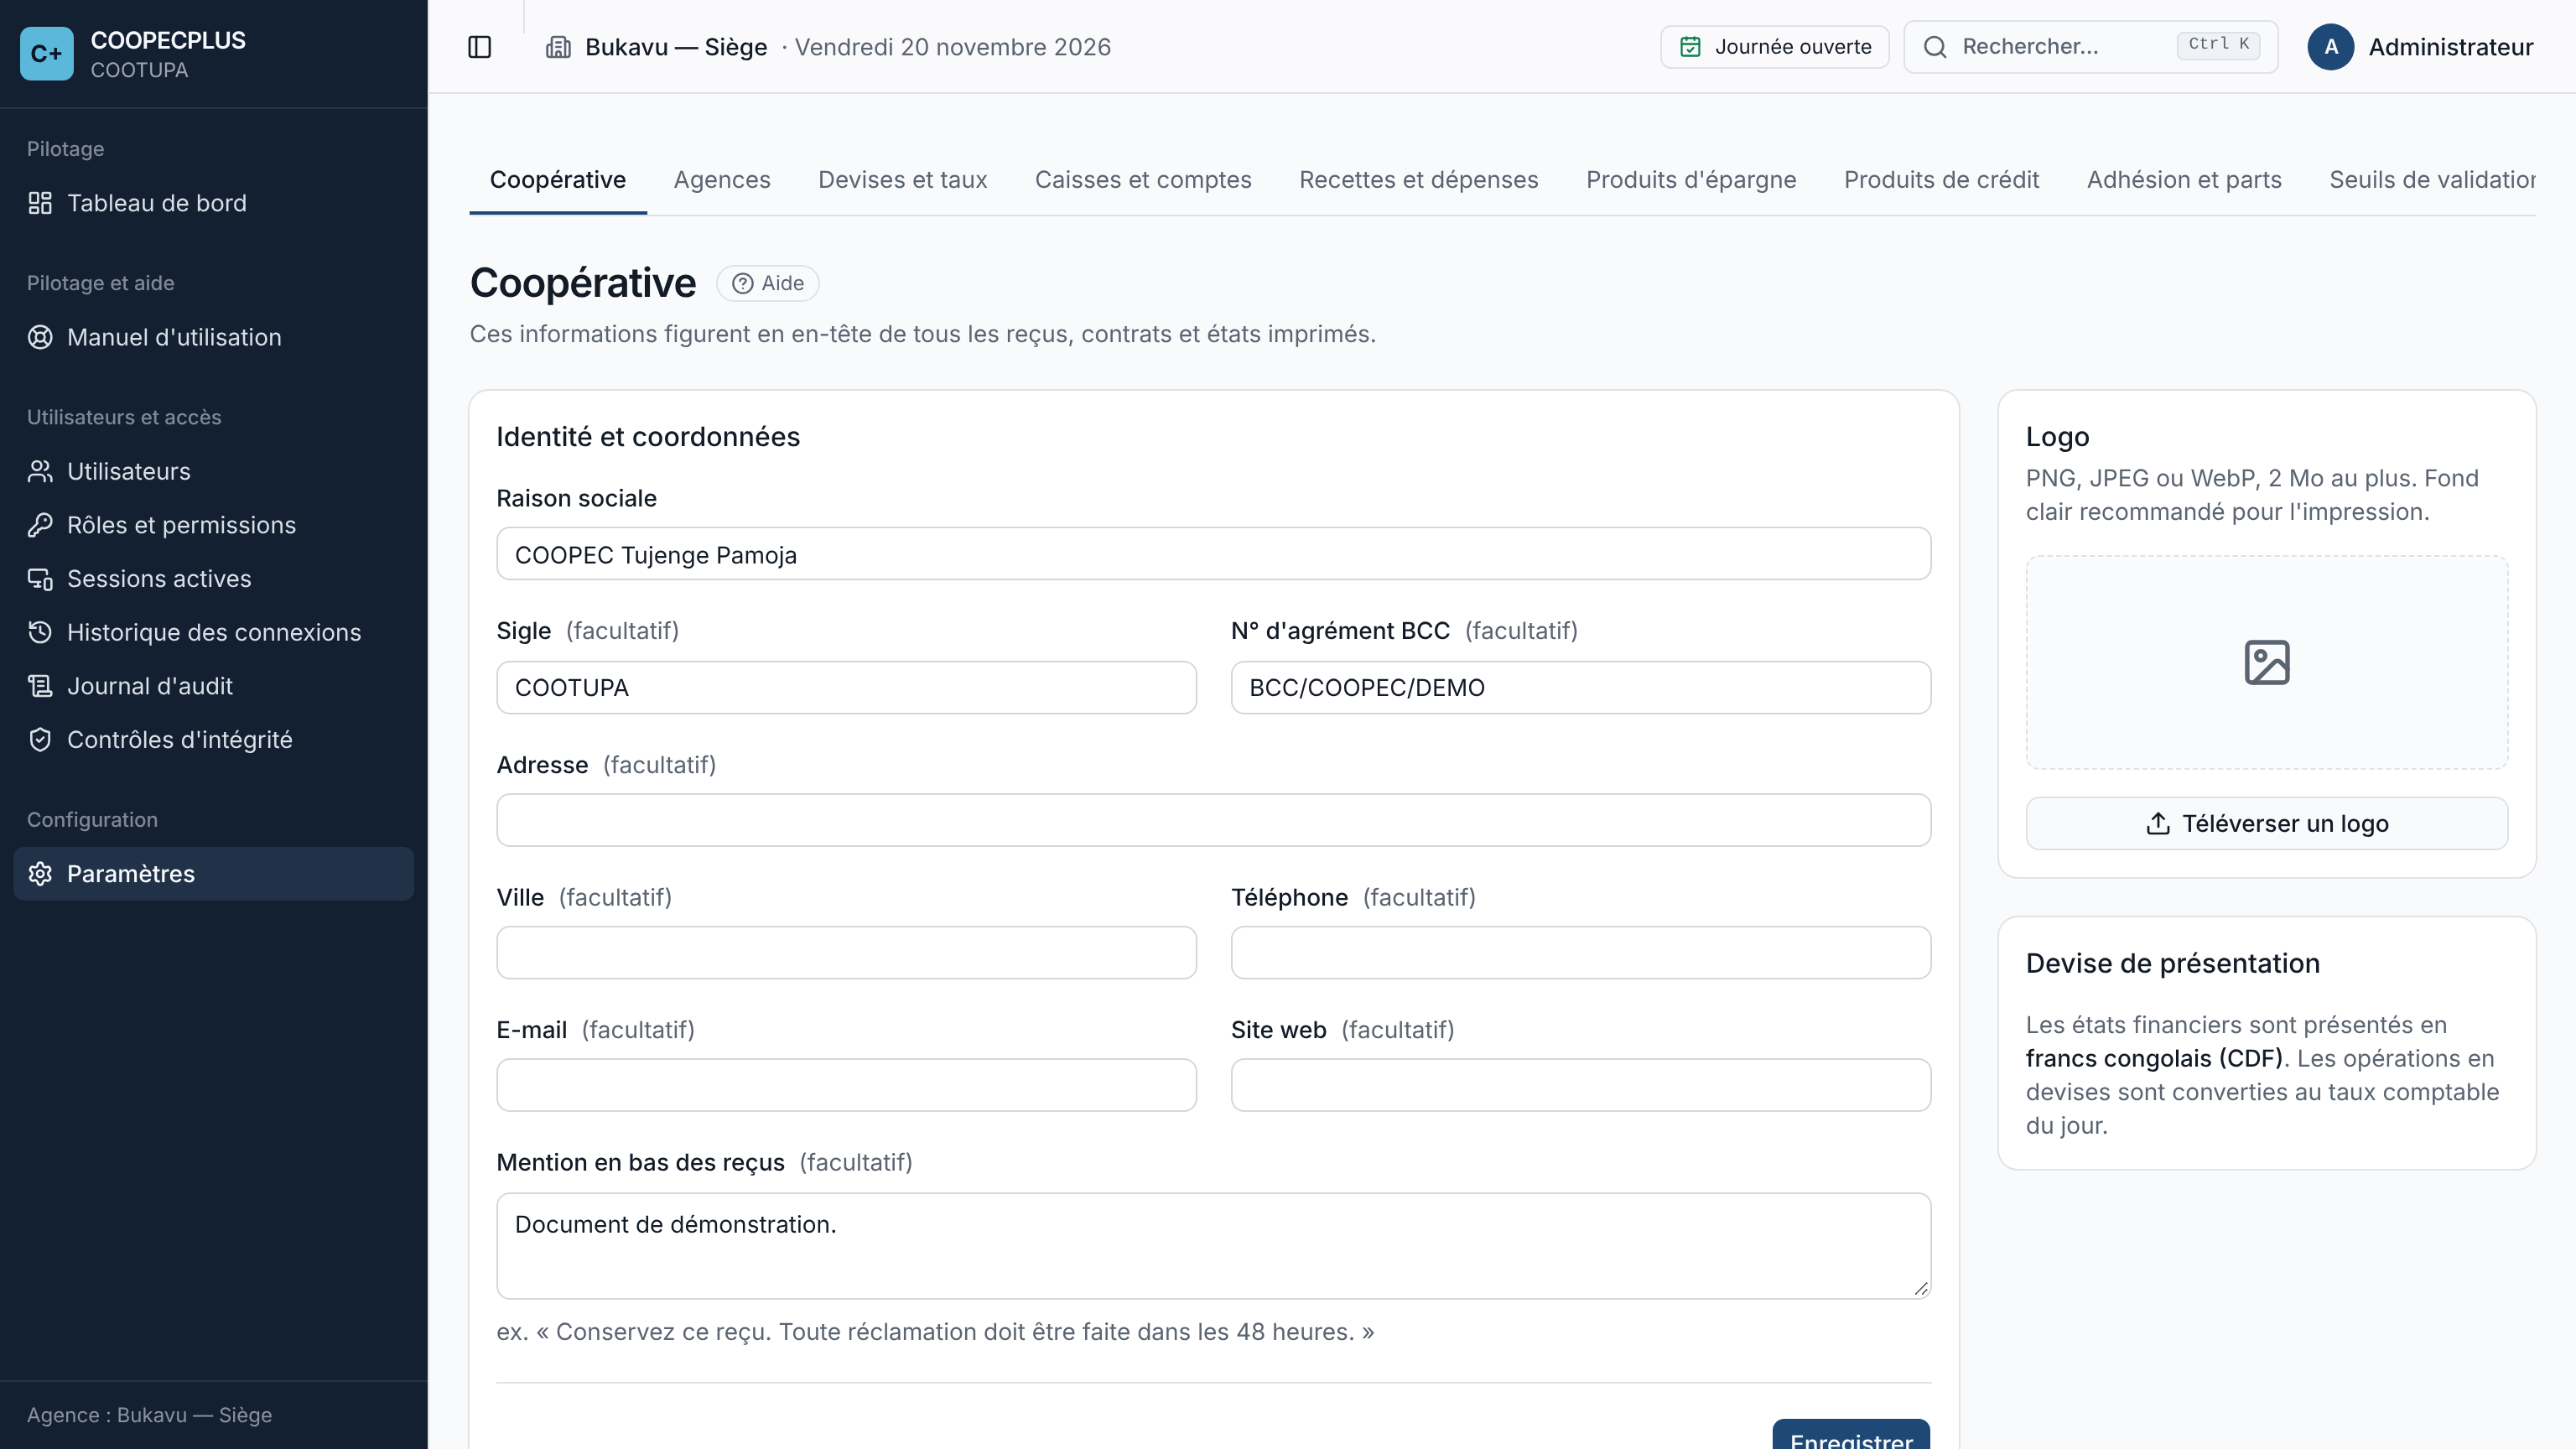 C+
COOPECPLUS
COOTUPA
Pilotage
Tableau de bord
Pilotage et aide
Manuel d'utilisation
Utilisateurs et accès
Utilisateurs
Rôles et permissions
Sessions actives
Historique des connexions
Journal d'audit
Contrôles d'intégrité
Configuration
Paramètres
Agence : Bukavu — Siège
Bukavu — Siège · Vendredi 20 novembre 2026
Journée ouverte
Rechercher... Ctrl K
A Administrateur
Coopérative Agences Devises et taux Caisses et comptes Recettes et dépenses Produits d'épargne Produits de crédit Adhésion et parts Seuils de validation
Coopérative Aide
Ces informations figurent en en-tête de tous les reçus, contrats et états imprimés.
Identité et coordonnées
Raison sociale
COOPEC Tujenge Pamoja
Sigle (facultatif) N° d'agrément BCC (facultatif)
COOTUPA BCC/COOPEC/DEMO
Adresse (facultatif)
Ville (facultatif) Téléphone (facultatif)
E-mail (facultatif) Site web (facultatif)
Mention en bas des reçus (facultatif)
Document de démonstration.
ex. « Conservez ce reçu. Toute réclamation doit être faite dans les 48 heures. »
Enregistrer
Logo
PNG, JPEG ou WebP, 2 Mo au plus. Fond
clair recommandé pour l'impression.
Téléverser un logo
Devise de présentation
Les états financiers sont présentés en
francs congolais (CDF). Les opérations en
devises sont converties au taux comptable
du jour.